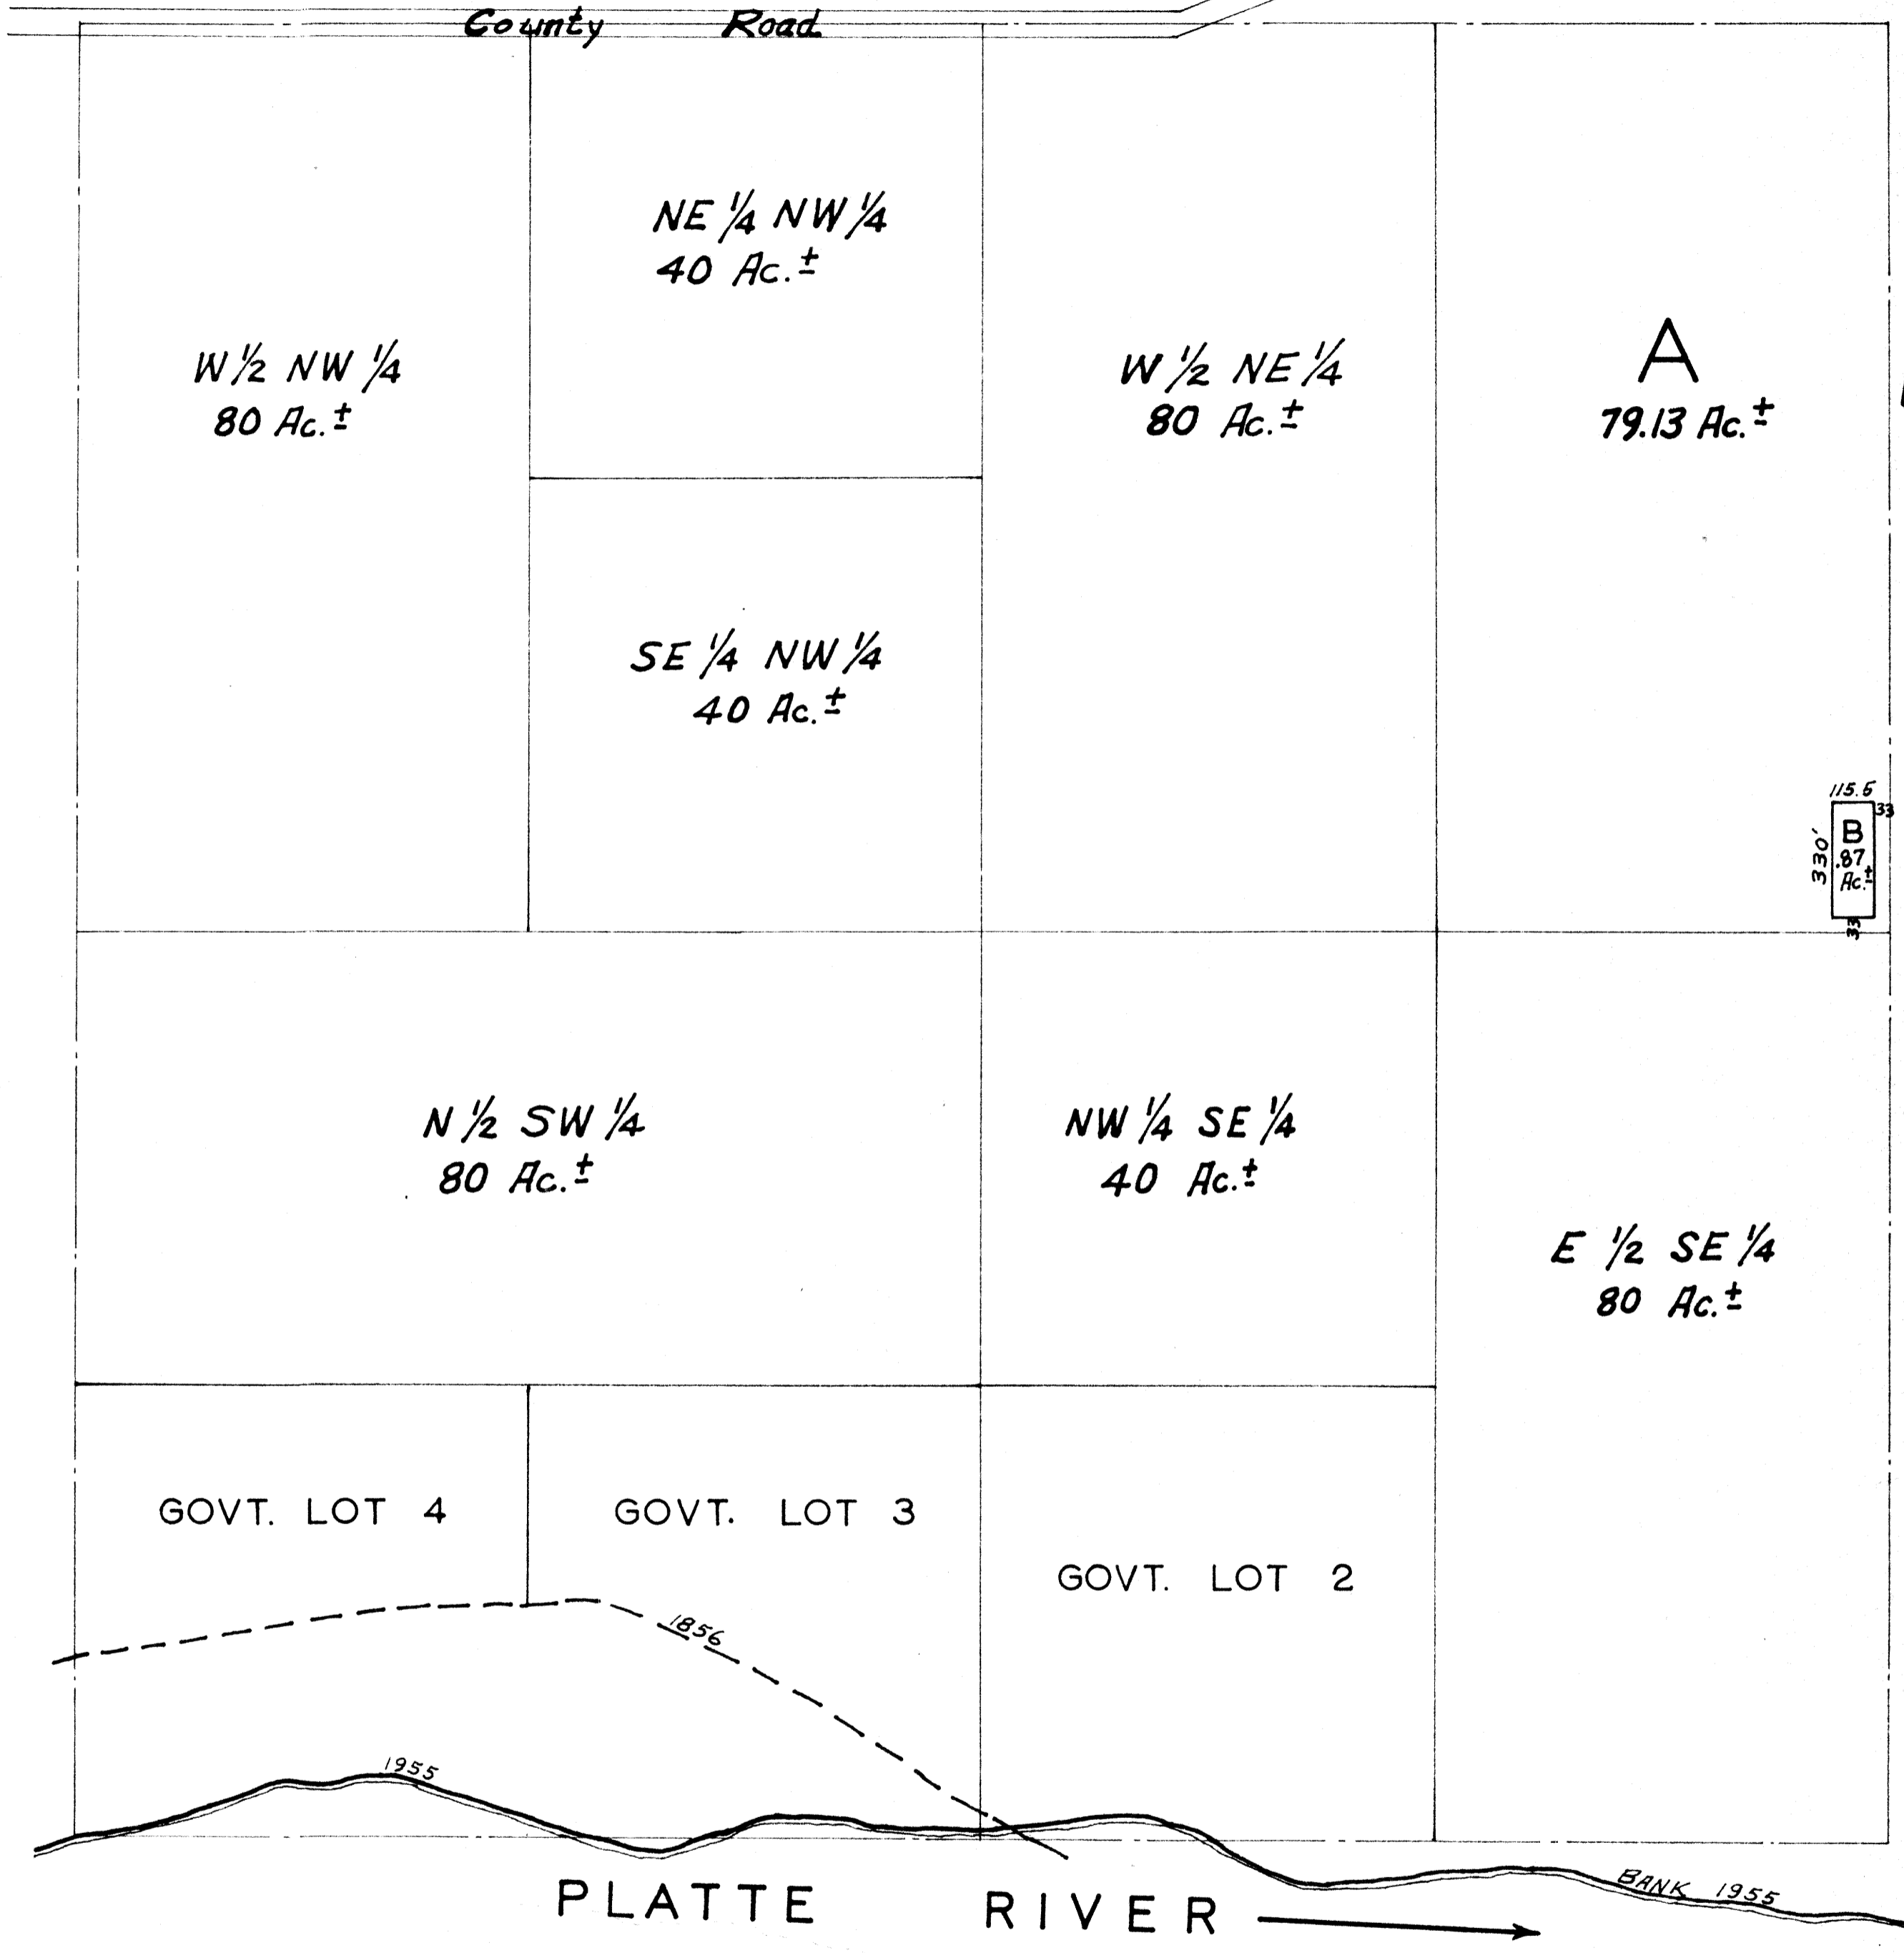 County Road
NE 1/4 NW 1/4
40 Ac.±
W 1/2 NW 1/4
80 Ac.±
W 1/2 NE 1/4
80 Ac.±
A
79.13 Ac.±
SE 1/4 NW 1/4
40 Ac.±
115.5
33
330'
B
.87
Ac.±
33
N 1/2 SW 1/4
80 Ac.±
NW 1/4 SE 1/4
40 Ac.±
E 1/2 SE 1/4
80 Ac.±
GOVT. LOT 4
GOVT. LOT 3
GOVT. LOT 2
1856
1955
BANK 1955
PLATTE RIVER